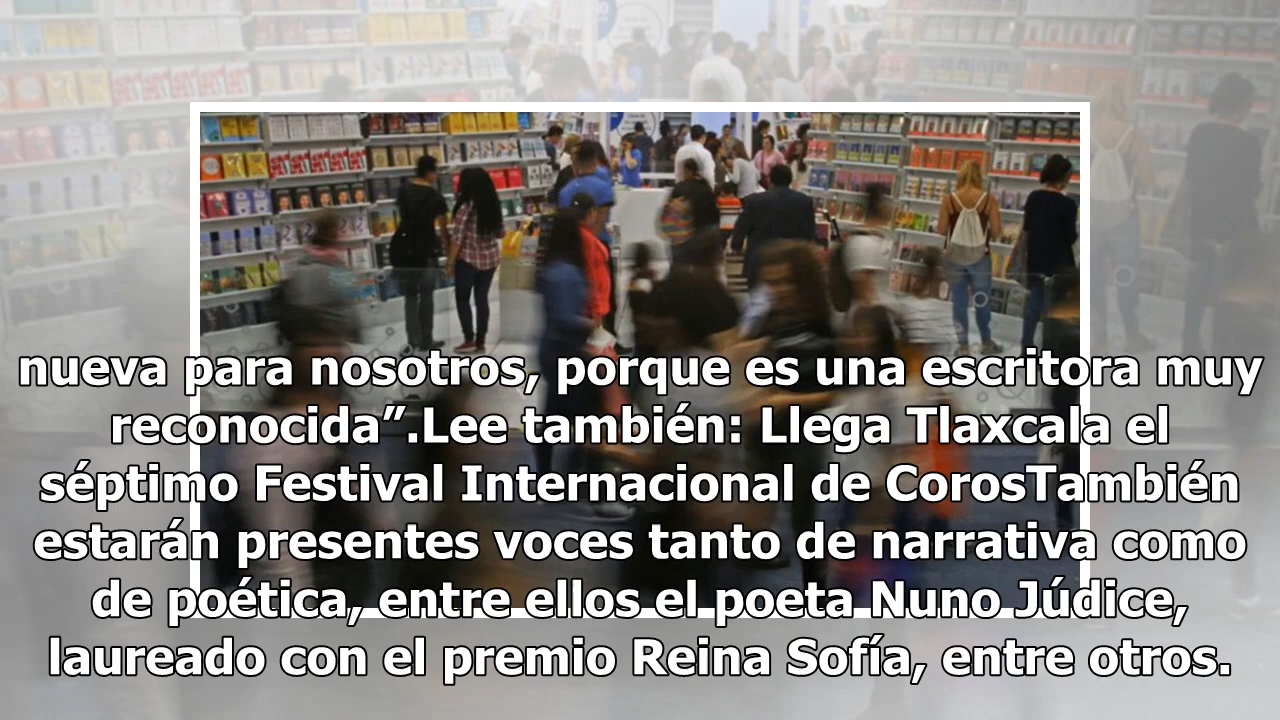 nueva para nosotros, porque es una escritora muy
reconocida”.Lee también: Llega Tlaxcala el
séptimo Festival Internacional de CorosTambién
estarán presentes voces tanto de narrativa como
de poética, entre ellos el poeta Nuno Júdice,
laureado con el premio Reina Sofía, entre otros.